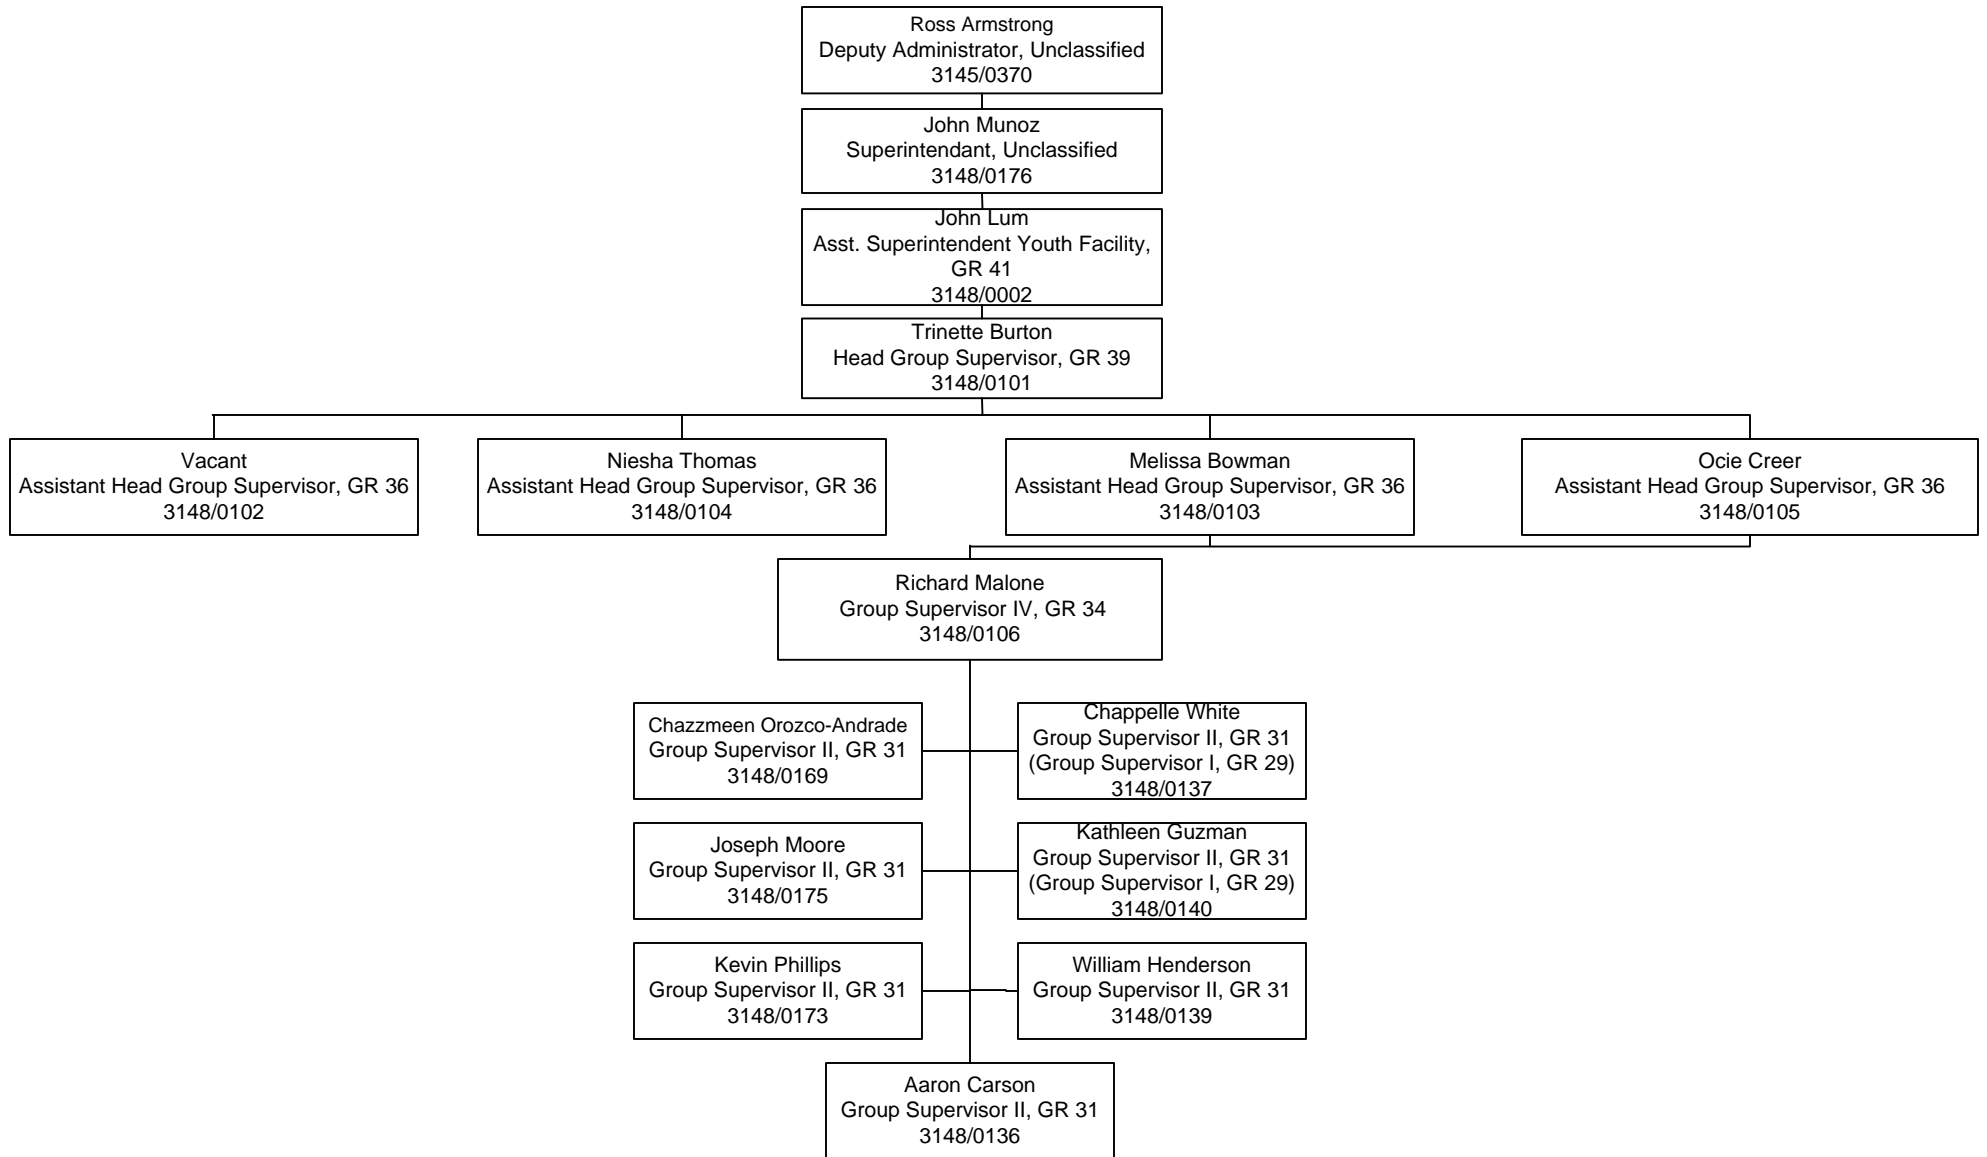 Ross Armstrong
Deputy Administrator, Unclassified
3145/0370
John Munoz
Superintendant, Unclassified
3148/0176
John Lum
Asst. Superintendent Youth Facility,
GR 41
3148/0002
Trinette Burton
Head Group Supervisor, GR 39
3148/0101
Vacant
Assistant Head Group Supervisor, GR 36
3148/0102
Niesha Thomas
Assistant Head Group Supervisor, GR 36
3148/0104
Melissa Bowman
Assistant Head Group Supervisor, GR 36
3148/0103
Ocie Creer
Assistant Head Group Supervisor, GR 36
3148/0105
Richard Malone
Group Supervisor IV, GR 34
3148/0106
Chazzmeen Orozco-Andrade
Group Supervisor II, GR 31
3148/0169
Chappelle White
Group Supervisor II, GR 31
(Group Supervisor I, GR 29)
3148/0137
Joseph Moore
Group Supervisor II, GR 31
3148/0175
Kathleen Guzman
Group Supervisor II, GR 31
(Group Supervisor I, GR 29)
3148/0140
Kevin Phillips
Group Supervisor II, GR 31
3148/0173
William Henderson
Group Supervisor II, GR 31
3148/0139
Aaron Carson
Group Supervisor II, GR 31
3148/0136